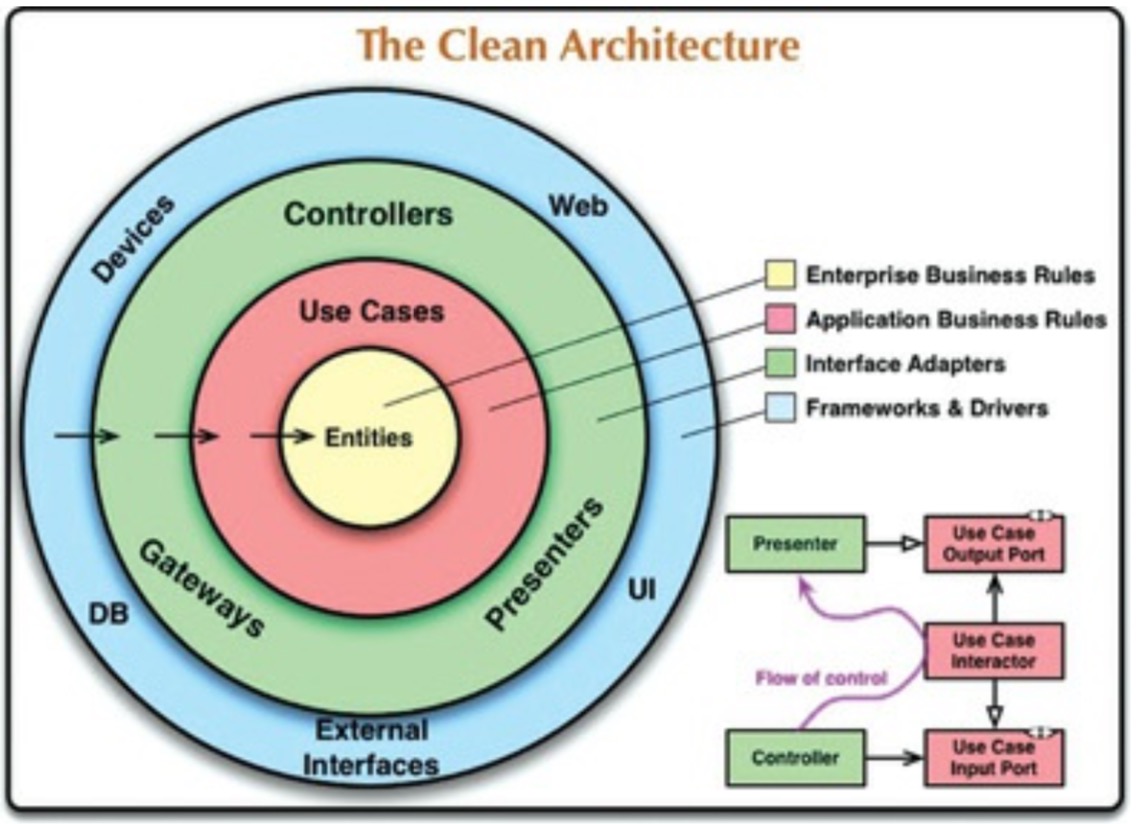 The Clean Architecture
Devices
Web
Controllers
Use Cases
Entities
Gateways
Presenters
DB
UI
External
Interfaces
Enterprise Business Rules
Application Business Rules
Interface Adapters
Frameworks & Drivers
Presenter
Use Case
Output Port
Use Case
Interactor
Flow of control
Controller
Use Case
Input Port